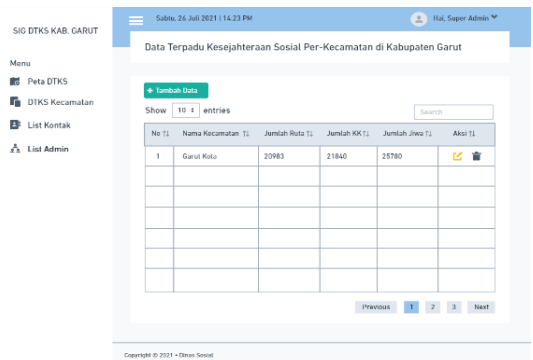 SIG DTKS KAB. GARUT
Menu
Peta DTKS
DTKS Kecamatan
List Kontak
List Admin
Sabtu, 26 Juli 2021 | 14.23 PM
Hai, Super Admin
Data Terpadu Kesejahteraan Sosial Per-Kecamatan di Kabupaten Garut
+ Tambah Data
Show 10 entries
Search
No ↑↓ Nama Kecamatan ↑↓ Jumlah Ruta ↑↓ Jumlah KK ↑↓ Jumlah Jiwa ↑↓ Aksi ↑↓
1 Garut Kota 20983 21840 25780
Previous 1 2 3 Next
Copyright © 2021 • Dinas Sosial